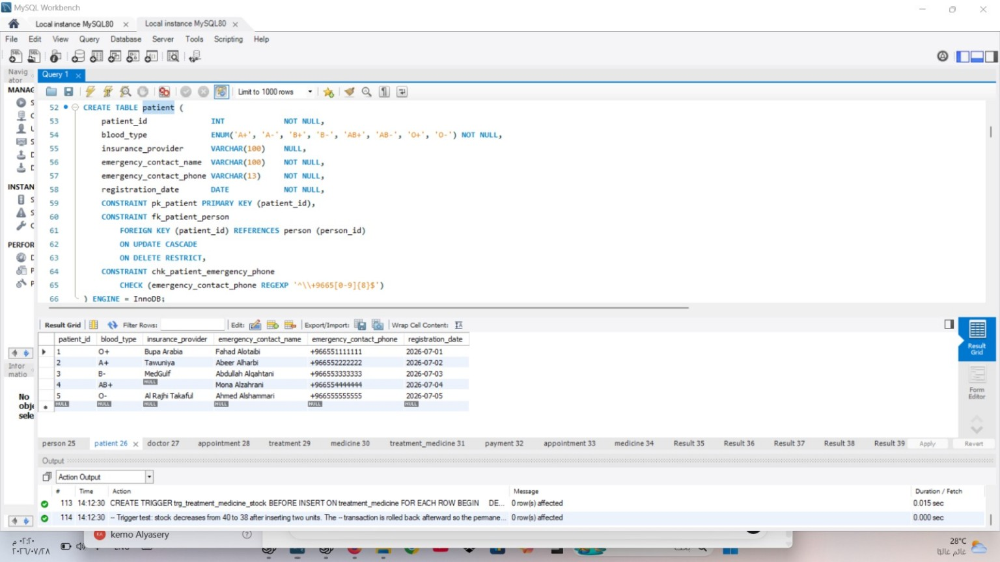 MySQL Workbench
Local instance MySQL80 × Local instance MySQL80 ×
File Edit View Query Database Server Tools Scripting Help
Navig
ator
Query 1 ×
MANAG
Limit to 1000 rows
52 CREATE TABLE patient (
53 patient_id INT NOT NULL,
54 blood_type ENUM('A+', 'A-', 'B+', 'B-', 'AB+', 'AB-', 'O+', 'O-') NOT NULL,
55 insurance_provider VARCHAR(100) NULL,
56 emergency_contact_name VARCHAR(100) NOT NULL,
57 emergency_contact_phone VARCHAR(13) NOT NULL,
58 registration_date DATE NOT NULL,
59 CONSTRAINT pk_patient PRIMARY KEY (patient_id),
60 CONSTRAINT fk_patient_person
61 FOREIGN KEY (patient_id) REFERENCES person (person_id)
62 ON UPDATE CASCADE
63 ON DELETE RESTRICT,
64 CONSTRAINT chk_patient_emergency_phone
65 CHECK (emergency_contact_phone REGEXP '^\\+9665[0-9]{8}$')
66 ) ENGINE = InnoDB;
S
C
U
S
D
D
INSTAN
S
S
C
PERFOR
D
P
P
Infor
matio
No
obje
sele
Result Grid Filter Rows: Edit: Export/Import: Wrap Cell Content:
patient_id blood_type insurance_provider emergency_contact_name emergency_contact_phone registration_date
1 O+ Bupa Arabia Fahad Alotaibi +966551111111 2026-07-01
2 A+ Tawuniya Abeer Alharbi +966552222222 2026-07-02
3 B- MedGulf Abdullah Alqahtani +966553333333 2026-07-03
4 AB+ NULL Mona Alzahrani +966554444444 2026-07-04
5 O- Al Rajhi Takaful Ahmed Alshammari +966555555555 2026-07-05
NULL NULL NULL NULL NULL NULL
Result
Grid
Form
Editor
person 25 patient 26 × doctor 27 appointment 28 treatment 29 medicine 30 treatment_medicine 31 payment 32 appointment 33 medicine 34 Result 35 Result 36 Result 37 Result 38 Result 39 Apply Revert
Output
Action Output
# Time Action Message Duration / Fetch
113 14:12:30 CREATE TRIGGER trg_treatment_medicine_stock BEFORE INSERT ON treatment_medicine FOR EACH ROW BEGIN DE... 0 row(s) affected 0.015 sec
114 14:12:30 -- Trigger test: stock decreases from 40 to 38 after inserting two units. The -- transaction is rolled back afterward so the permane... 0 row(s) affected 0.000 sec
KA kemo Alyasery
٠٢:٢٠ م
٢٠٢٦/٠٧/٢٨
28°C
غائم غالبًا